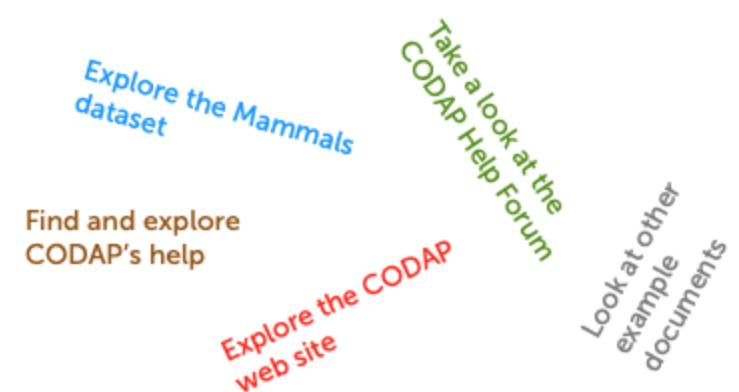 Explore the Mammals
dataset
Take a look at the
CODAP Help Forum
Find and explore
CODAP's help
Explore the CODAP
web site
Look at other
example
documents